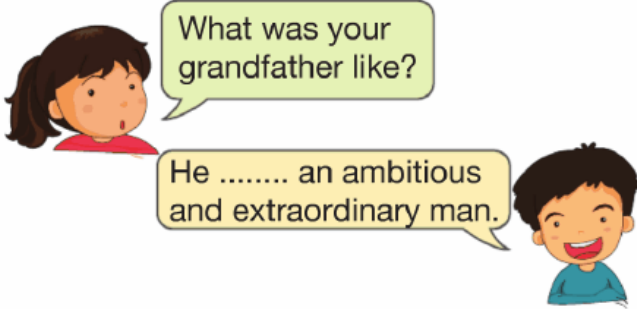 What was your
grandfather like?
He ........ an ambitious
and extraordinary man.